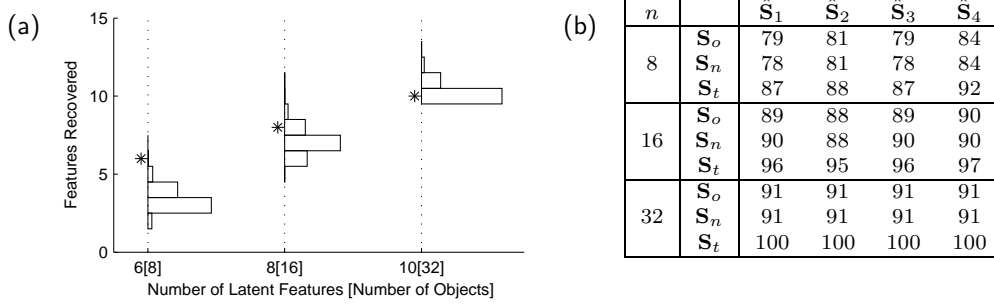 (a)
15
10
5
0
Features Recovered
6[8] 8[16] 10[32]
Number of Latent Features [Number of Objects]
(b)
n Ŝ1 Ŝ2 Ŝ3 Ŝ4
8
So 79 81 79 84
Sn 78 81 78 84
St 87 88 87 92
16
So 89 88 89 90
Sn 90 88 90 90
St 96 95 96 97
32
So 91 91 91 91
Sn 91 91 91 91
St 100 100 100 100